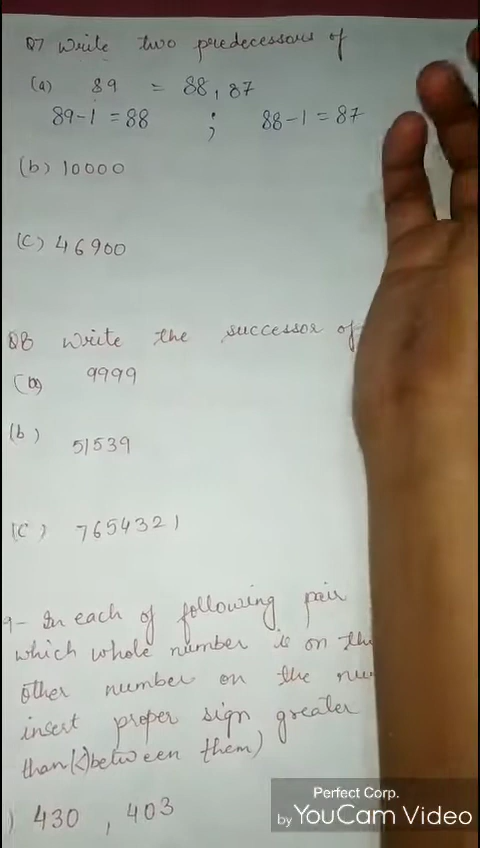 Q7 Write two predecessors of
(a) 89 = 88, 87
89-1 = 88 ; 88-1 = 87
(b) 10000
(C) 46900
Q8 Write the successor of
(a) 9999
(b) 51539
(C) 7654321
9- In each of following pair
which whole number is on the
other number on the nu
insert proper sign greater
than(<)between them)
) 430 , 403
Perfect Corp.
by YouCam Video